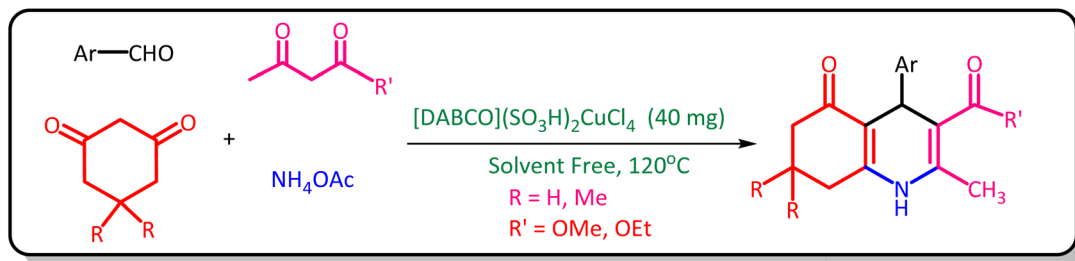 Ar—CHO
O O
R'
O O
R R
+
NH₄OAc
[DABCO](SO₃H)₂CuCl₄ (40 mg)
Solvent Free, 120°C
R = H, Me
R' = OMe, OEt
O Ar O
R'
R
R
N
H
CH₃